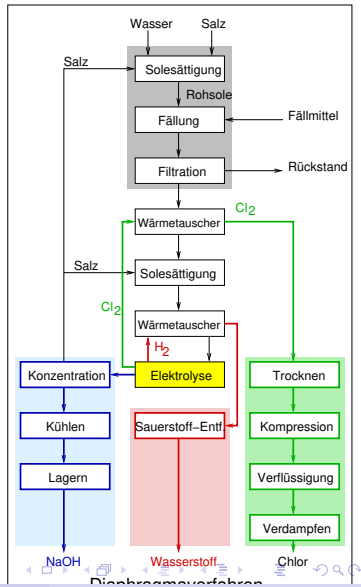 Wasser Salz
Salz
Solesättigung
Rohsole
Fällung
Fällmittel
Filtration
Rückstand
Cl2
Wärmetauscher
Salz
Solesättigung
Cl2
Wärmetauscher
H2
Konzentration Elektrolyse Trocknen
Kühlen Sauerstoff−Entf. Kompression
Lagern Verflüssigung
Verdampfen
NaOH Wasserstoff Chlor
Diaphragmaverfahren